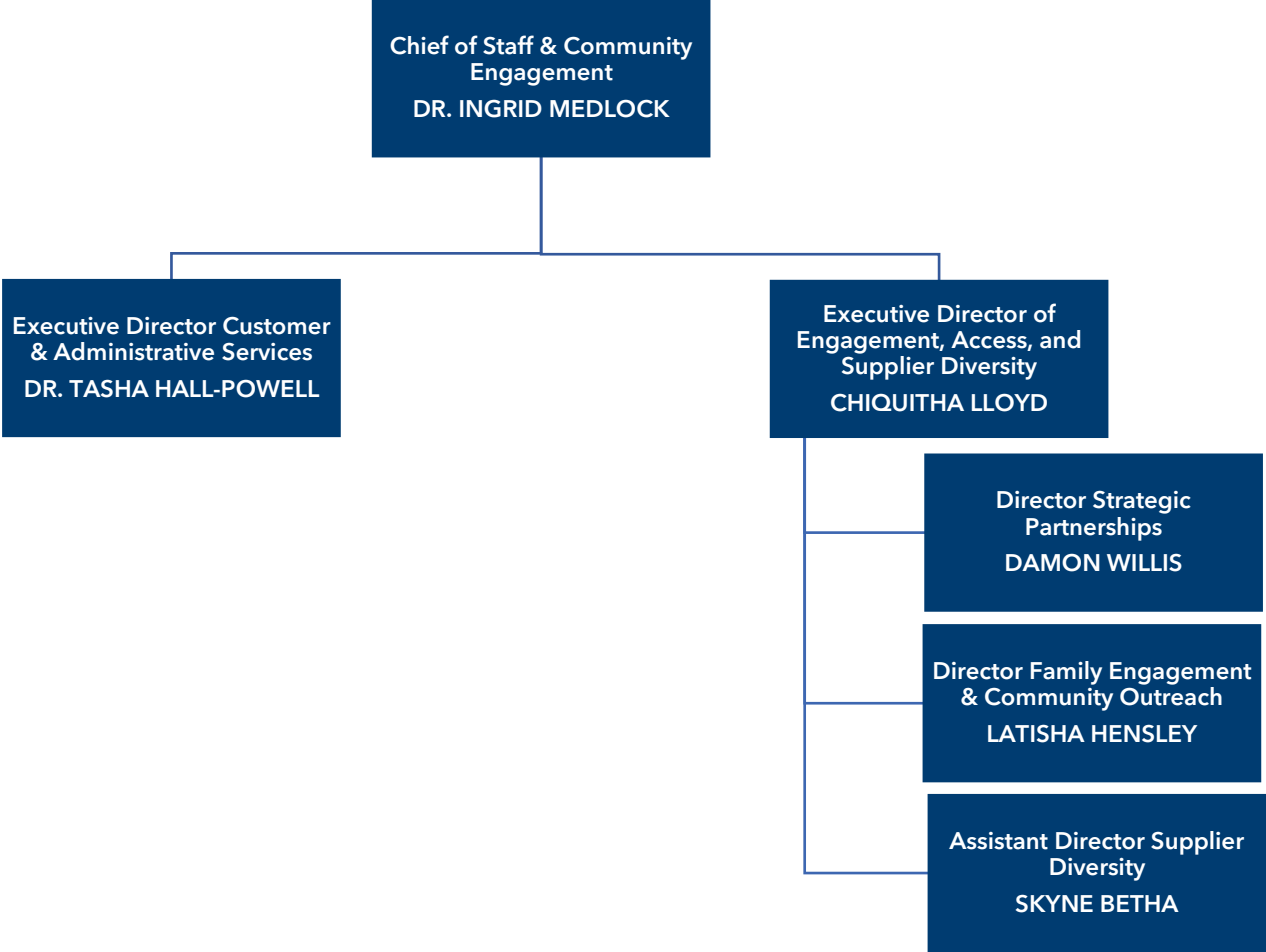 Chief of Staff & Community
Engagement
DR. INGRID MEDLOCK
Executive Director Customer
& Administrative Services
DR. TASHA HALL-POWELL
Executive Director of
Engagement, Access, and
Supplier Diversity
CHIQUITHA LLOYD
Director Strategic
Partnerships
DAMON WILLIS
Director Family Engagement
& Community Outreach
LATISHA HENSLEY
Assistant Director Supplier
Diversity
SKYNE BETHA